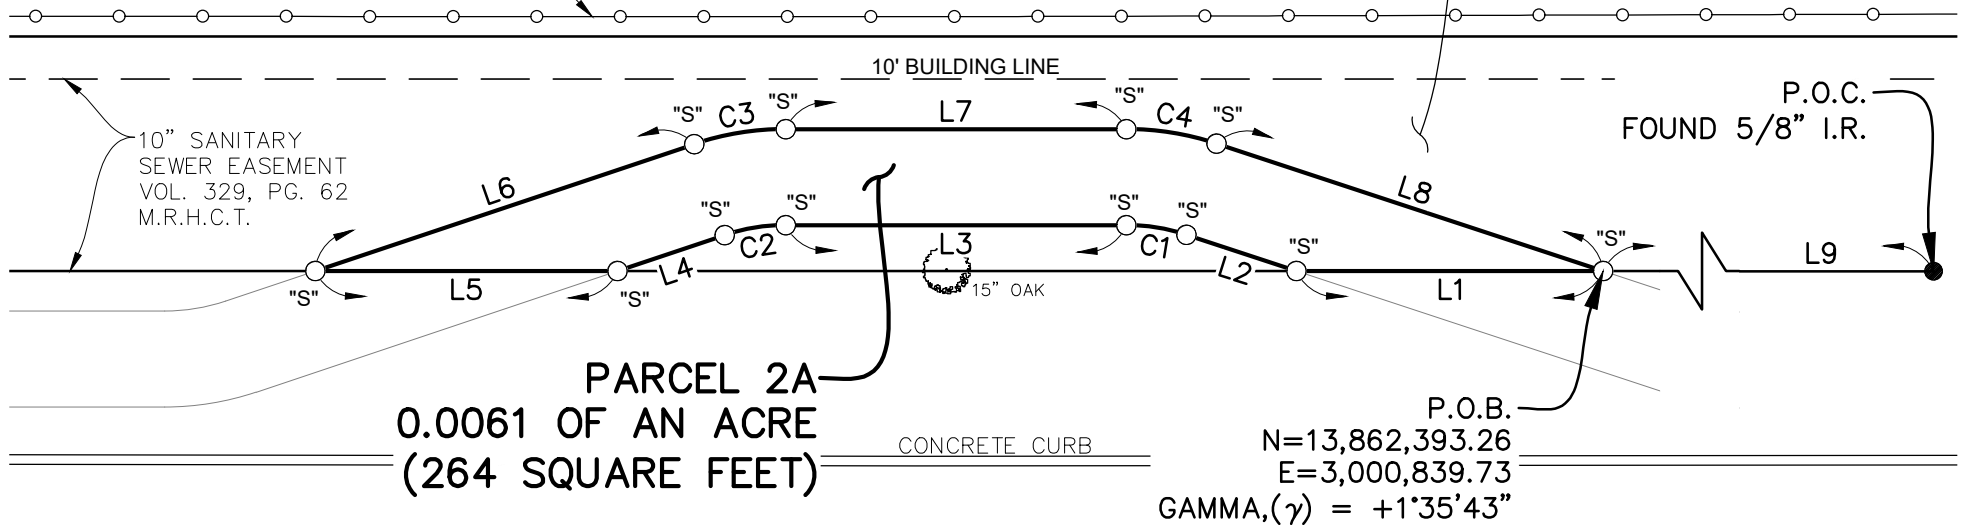 10' BUILDING LINE
P.O.C.
FOUND 5/8" I.R.
"S" C3 "S" L7 "S" C4 "S"
10" SANITARY
SEWER EASEMENT
VOL. 329, PG. 62
M.R.H.C.T.
L6
L8
"S" C2 "S" L3 "S" C1 "S"
"S" L5 L4 "S" L2 "S" L1 "S" L9
15" OAK
PARCEL 2A
0.0061 OF AN ACRE
(264 SQUARE FEET)
CONCRETE CURB
P.O.B.
N=13,862,393.26
E=3,000,839.73
GAMMA,(γ) = +1°35'43"